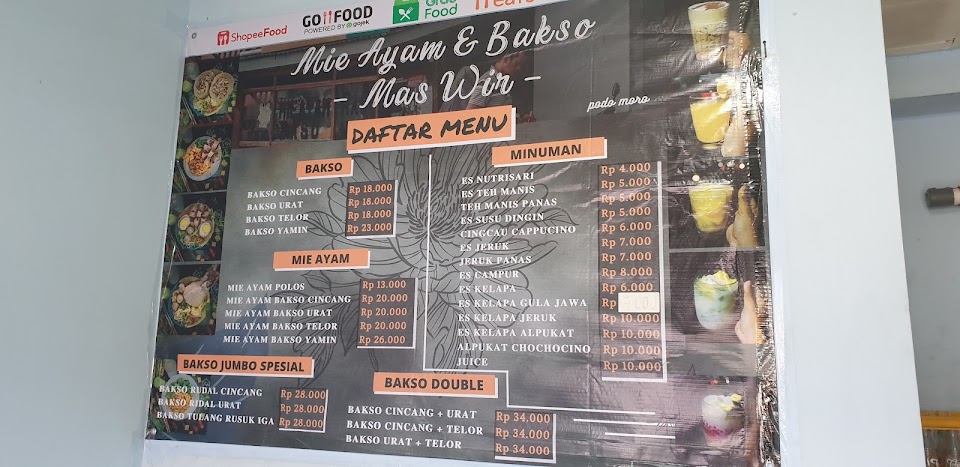 ShopeeFood
GOFOOD
POWERED BY gojek
Food
Mie Ayam & Bakso
- Mas Wir -
podo moro
DAFTAR MENU
BAKSO
BAKSO CINCANG Rp 18.000
BAKSO URAT Rp 18.000
BAKSO TELOR Rp 18.000
BAKSO YAMIN Rp 23.000
MIE AYAM
MIE AYAM POLOS Rp 13.000
MIE AYAM BAKSO CINCANG Rp 20.000
MIE AYAM BAKSO URAT Rp 20.000
MIE AYAM BAKSO TELOR Rp 20.000
MIE AYAM BAKSO YAMIN Rp 26.000
BAKSO JUMBO SPESIAL
BAKSO RUDAL CINCANG Rp 28.000
BAKSO RIDAL URAT Rp 28.000
BAKSO TULANG RUSUK IGA Rp 28.000
MINUMAN
ES NUTRISARI Rp 4.000
ES TEH MANIS Rp 5.000
TEH MANIS PANAS Rp 5.000
ES SUSU DINGIN Rp 5.000
CINGCAU CAPPUCINO Rp 6.000
ES JERUK Rp 7.000
JERUK PANAS Rp 7.000
ES CAMPUR Rp 8.000
ES KELAPA Rp 6.000
ES KELAPA GULA JAWA Rp
ES KELAPA JERUK Rp 10.000
ES KELAPA ALPUKAT Rp 10.000
ALPUKAT CHOCHOCINO Rp 10.000
JUICE Rp 10.000
BAKSO DOUBLE
BAKSO CINCANG + URAT Rp 34,000
BAKSO CINCANG + TELOR Rp 34.000
BAKSO URAT + TELOR Rp 34.000